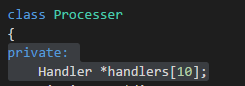 class Processer
{
private:
    Handler *handlers[10];